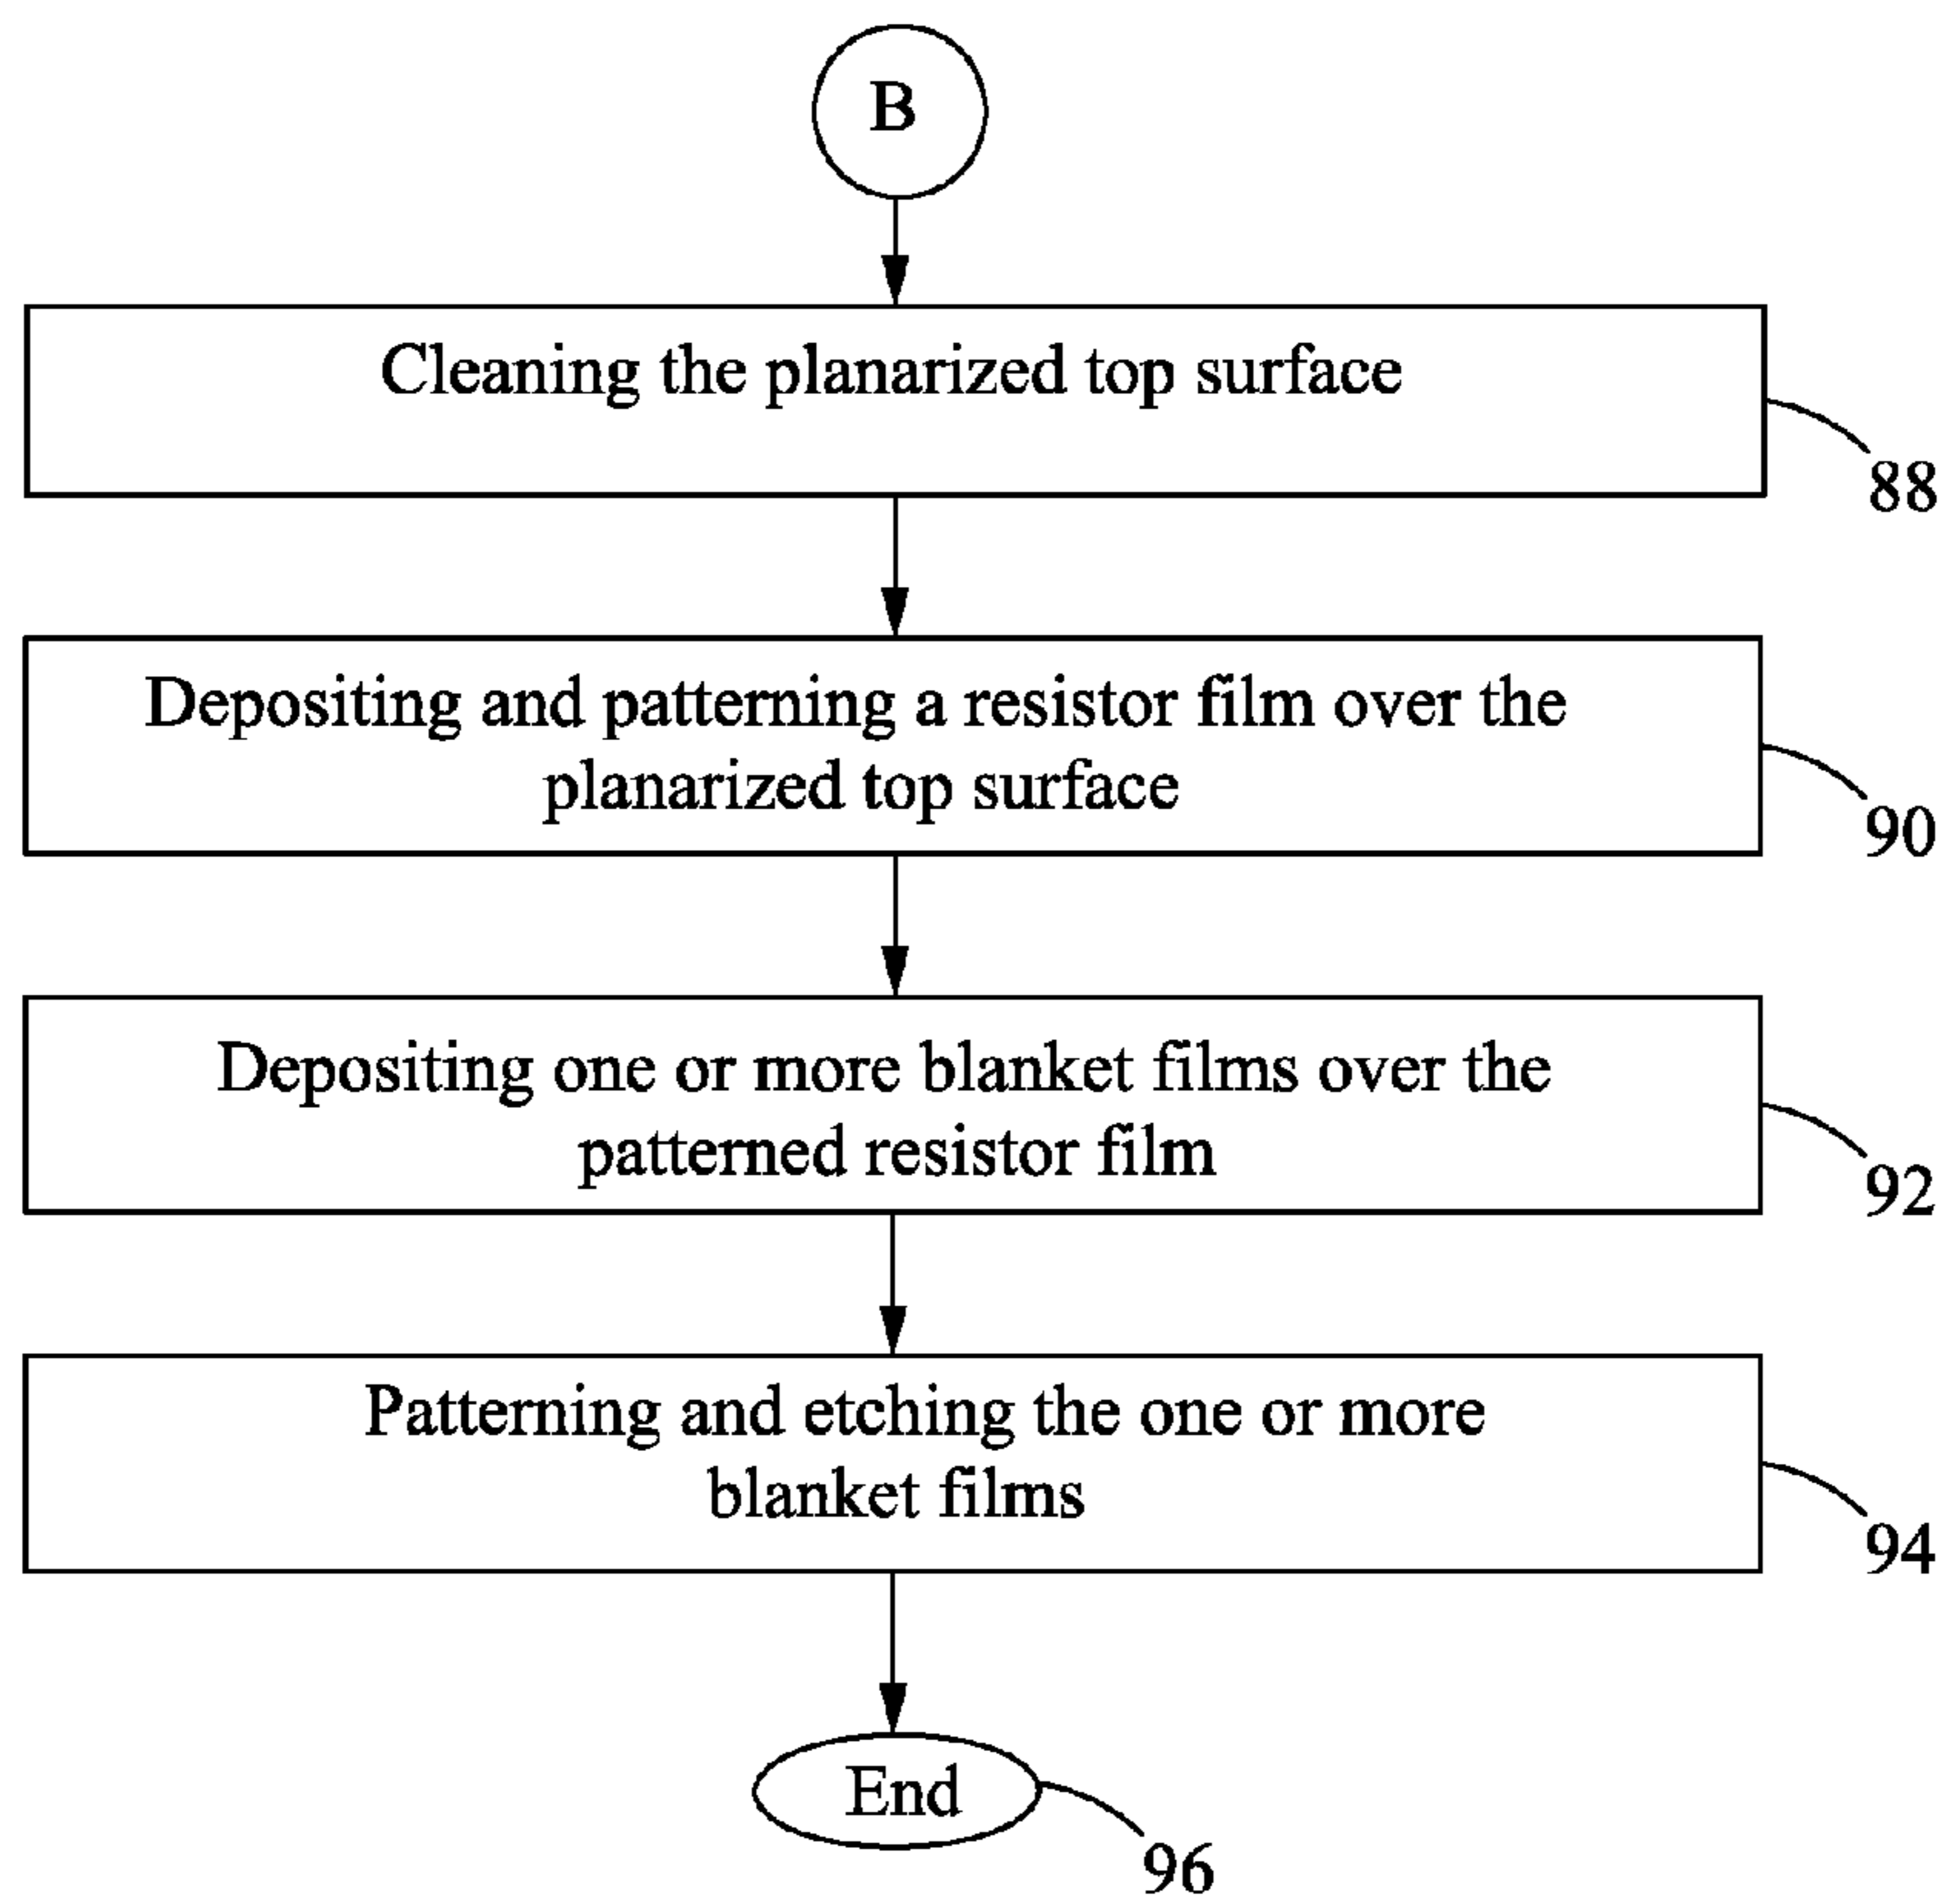 B
Cleaning the planarized top surface
88
Depositing and patterning a resistor film over the
planarized top surface
90
Depositing one or more blanket films over the
patterned resistor film
92
Patterning and etching the one or more
blanket films
94
End
96